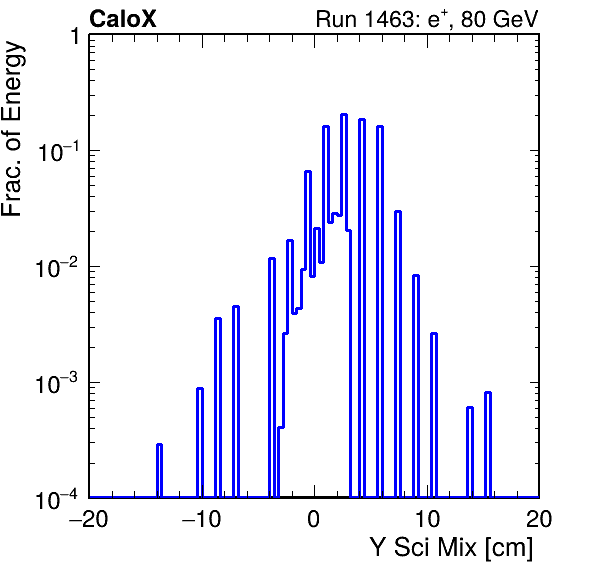 CaloX Run 1463: e⁺, 80 GeV
Frac. of Energy
1
10⁻¹
10⁻²
10⁻³
10⁻⁴
−20 −10 0 10 20
Y Sci Mix [cm]